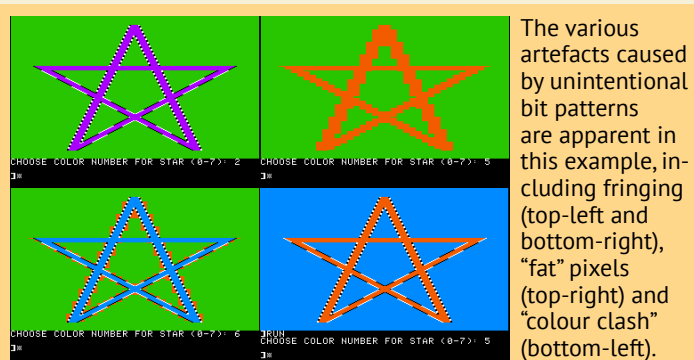 CHOOSE COLOR NUMBER FOR STAR (0-7): 2
]
CHOOSE COLOR NUMBER FOR STAR (0-7): 5
]
CHOOSE COLOR NUMBER FOR STAR (0-7): 6
]
]RUN
CHOOSE COLOR NUMBER FOR STAR (0-7): 5
]
The various
artefacts caused
by unintentional
bit patterns
are apparent in
this example, in-
cluding fringing
(top-left and
bottom-right),
“fat” pixels
(top-right) and
“colour clash”
(bottom-left).